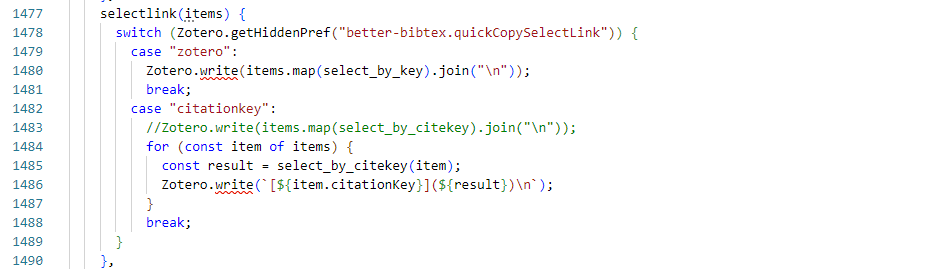 1477 selectlink(items) {
1478 switch (Zotero.getHiddenPref("better-bibtex.quickCopySelectLink")) {
1479 case "zotero":
1480 Zotero.write(items.map(select_by_key).join("\n"));
1481 break;
1482 case "citationkey":
1483 //Zotero.write(items.map(select_by_citekey).join("\n"));
1484 for (const item of items) {
1485 const result = select_by_citekey(item);
1486 Zotero.write(`[${item.citationKey}](${result})\n`);
1487 }
1488 break;
1489 }
1490 },